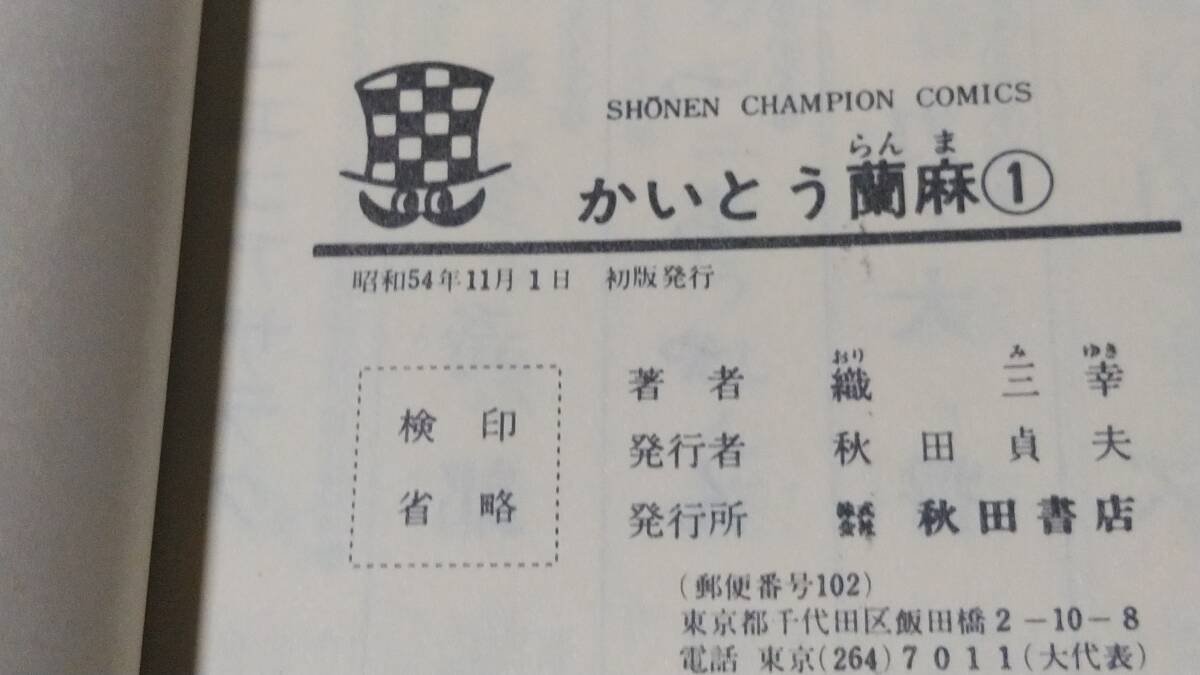 SHŌNEN CHAMPION COMICS
らん ま
かいとう蘭麻①
昭和54年11月1日 初版発行
検印
省略
おり み ゆき
著者 織三幸
発行者 秋田貞夫
発行所 株式会社 秋田書店
(郵便番号102)
東京都千代田区飯田橋2-10-8
電話 東京(264)7011(大代表)